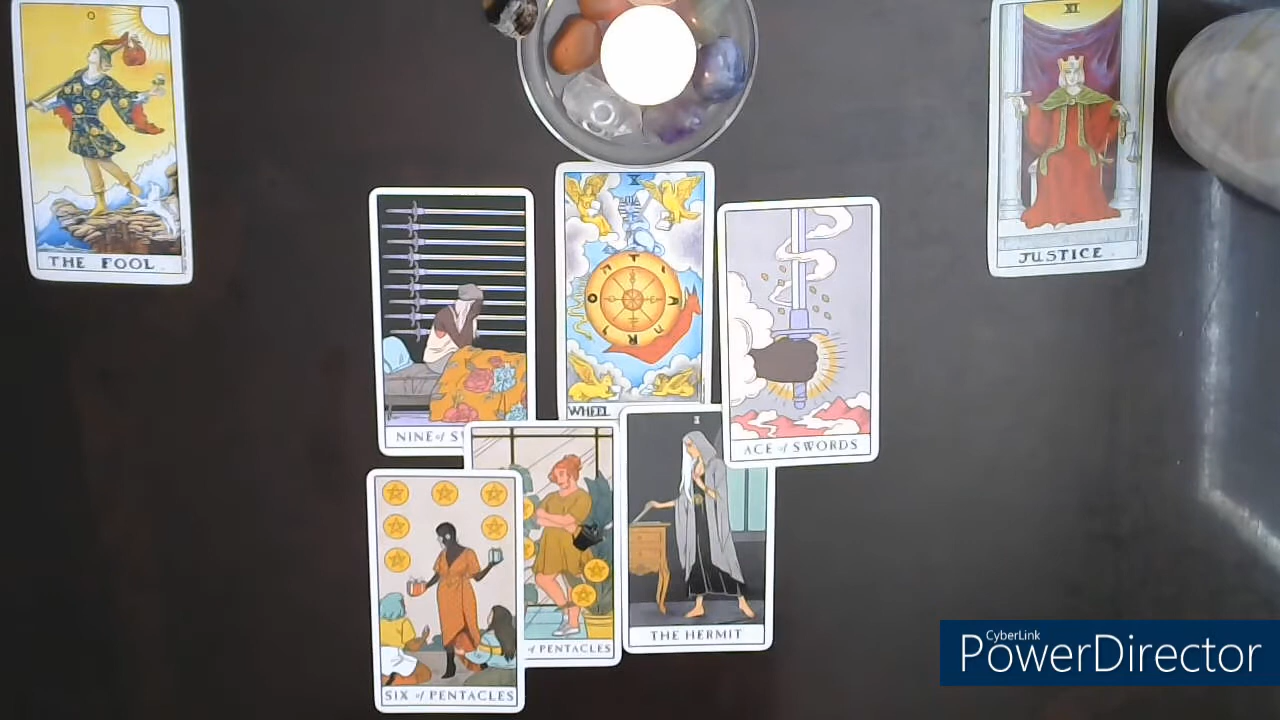 0
THE FOOL
XI
JUSTICE
X
WHEEL
NINE of
ACE of SWORDS
of PENTACLES
THE HERMIT
SIX of PENTACLES
CyberLink
PowerDirector